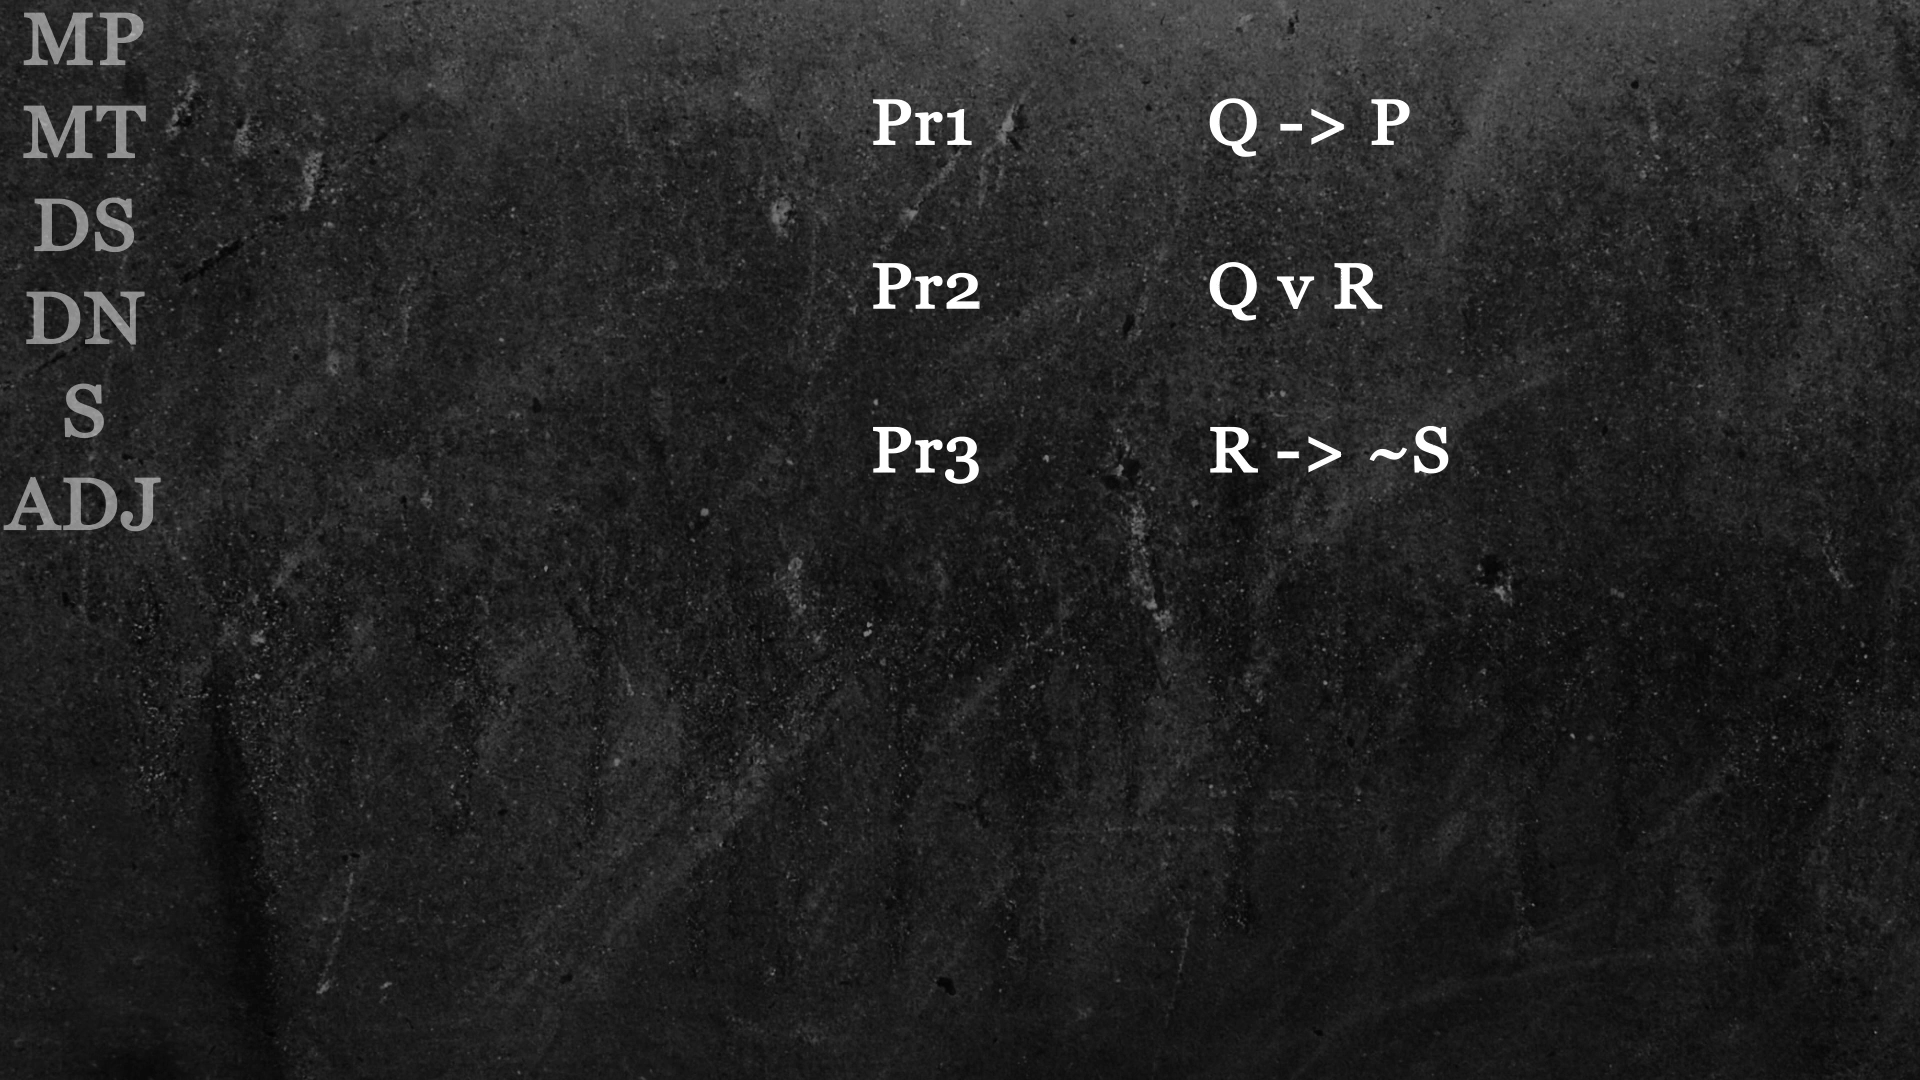 MP
MT
DS
DN
S
ADJ
Pr1 Q -> P
Pr2 Q v R
Pr3 R -> ~S